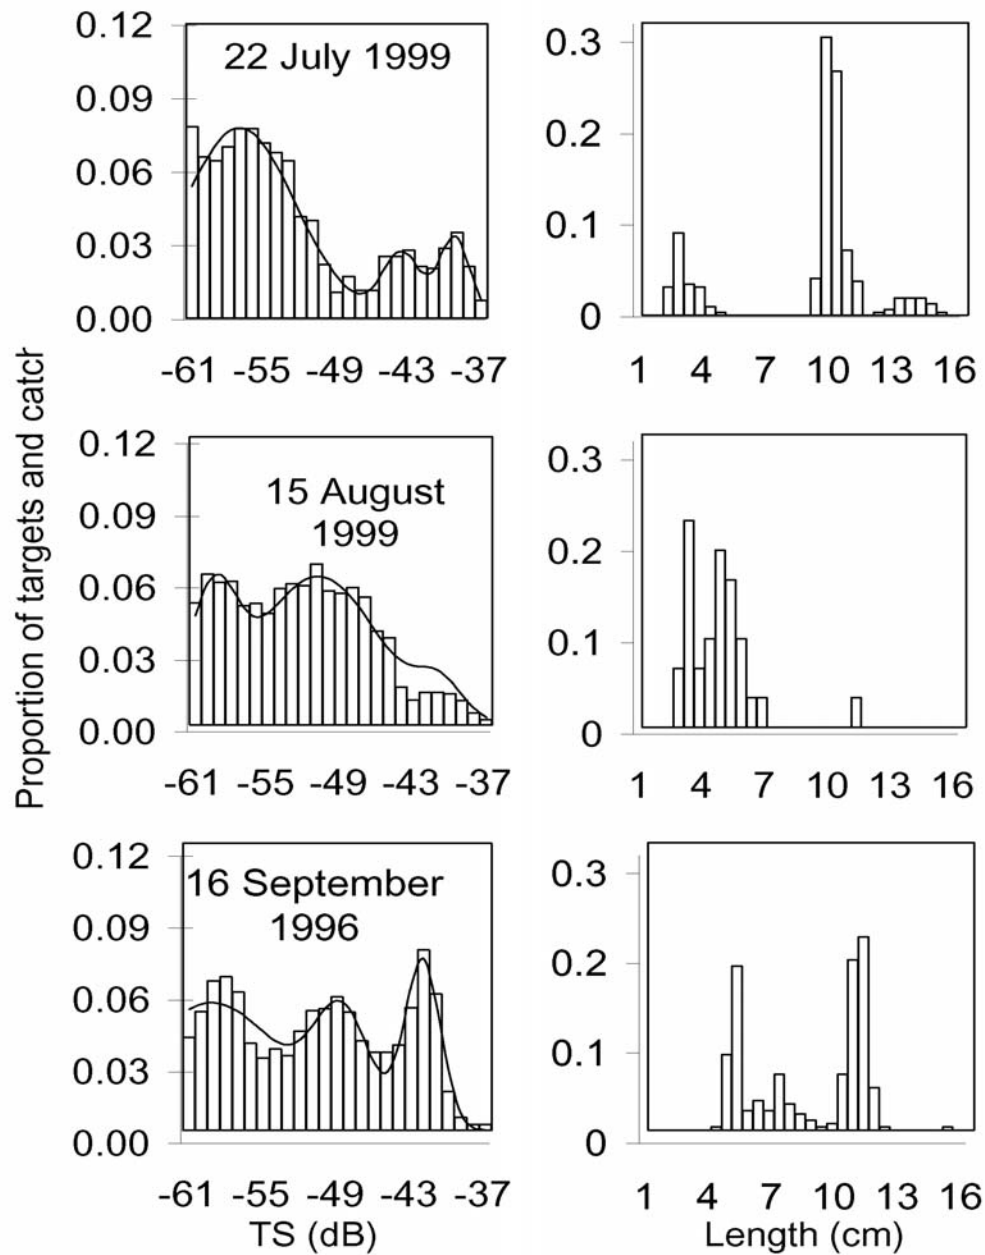 0.12
0.09
0.06
0.03
0.00
22 July 1999
-61 -55 -49 -43 -37
0.3
0.2
0.1
0
1 4 7 10 13 16
Proportion of targets and catch
0.12
0.09
0.06
0.03
0.00
15 August
1999
-61 -55 -49 -43 -37
0.3
0.2
0.1
0
1 4 7 10 13 16
0.12
0.09
0.06
0.03
0.00
16 September
1996
-61 -55 -49 -43 -37
TS (dB)
0.3
0.2
0.1
0
1 4 7 10 13 16
Length (cm)